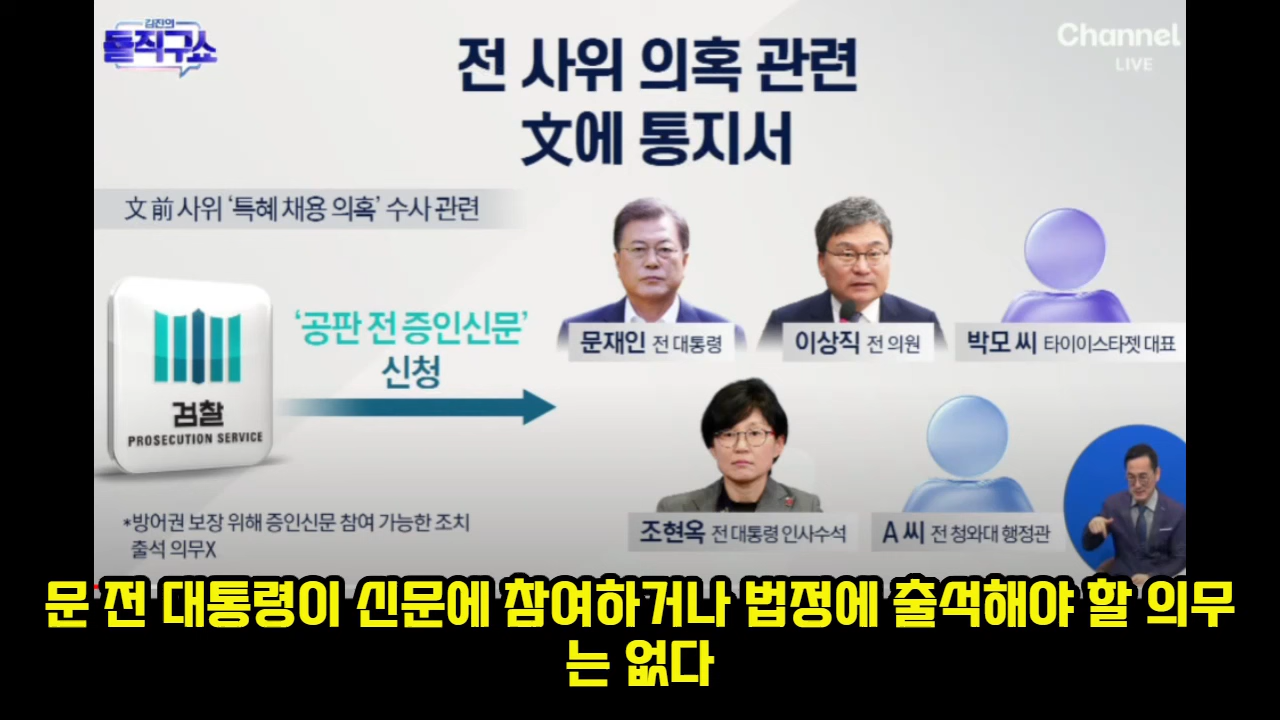 김진의
돌직구쇼
Channel
LIVE
전 사위 의혹 관련
文에 통지서
文 前 사위 ‘특혜 채용 의혹’ 수사 관련
‘공판 전 증인신문’
신청
검찰
PROSECUTION SERVICE
문재인 전 대통령
이상직 전 의원
박모 씨 타이이스타젯 대표
조현옥 전 대통령 인사수석
A 씨 전 청와대 행정관
*방어권 보장 위해 증인신문 참여 가능한 조치
출석 의무X
문 전 대통령이 신문에 참여하거나 법정에 출석해야 할 의무
는 없다